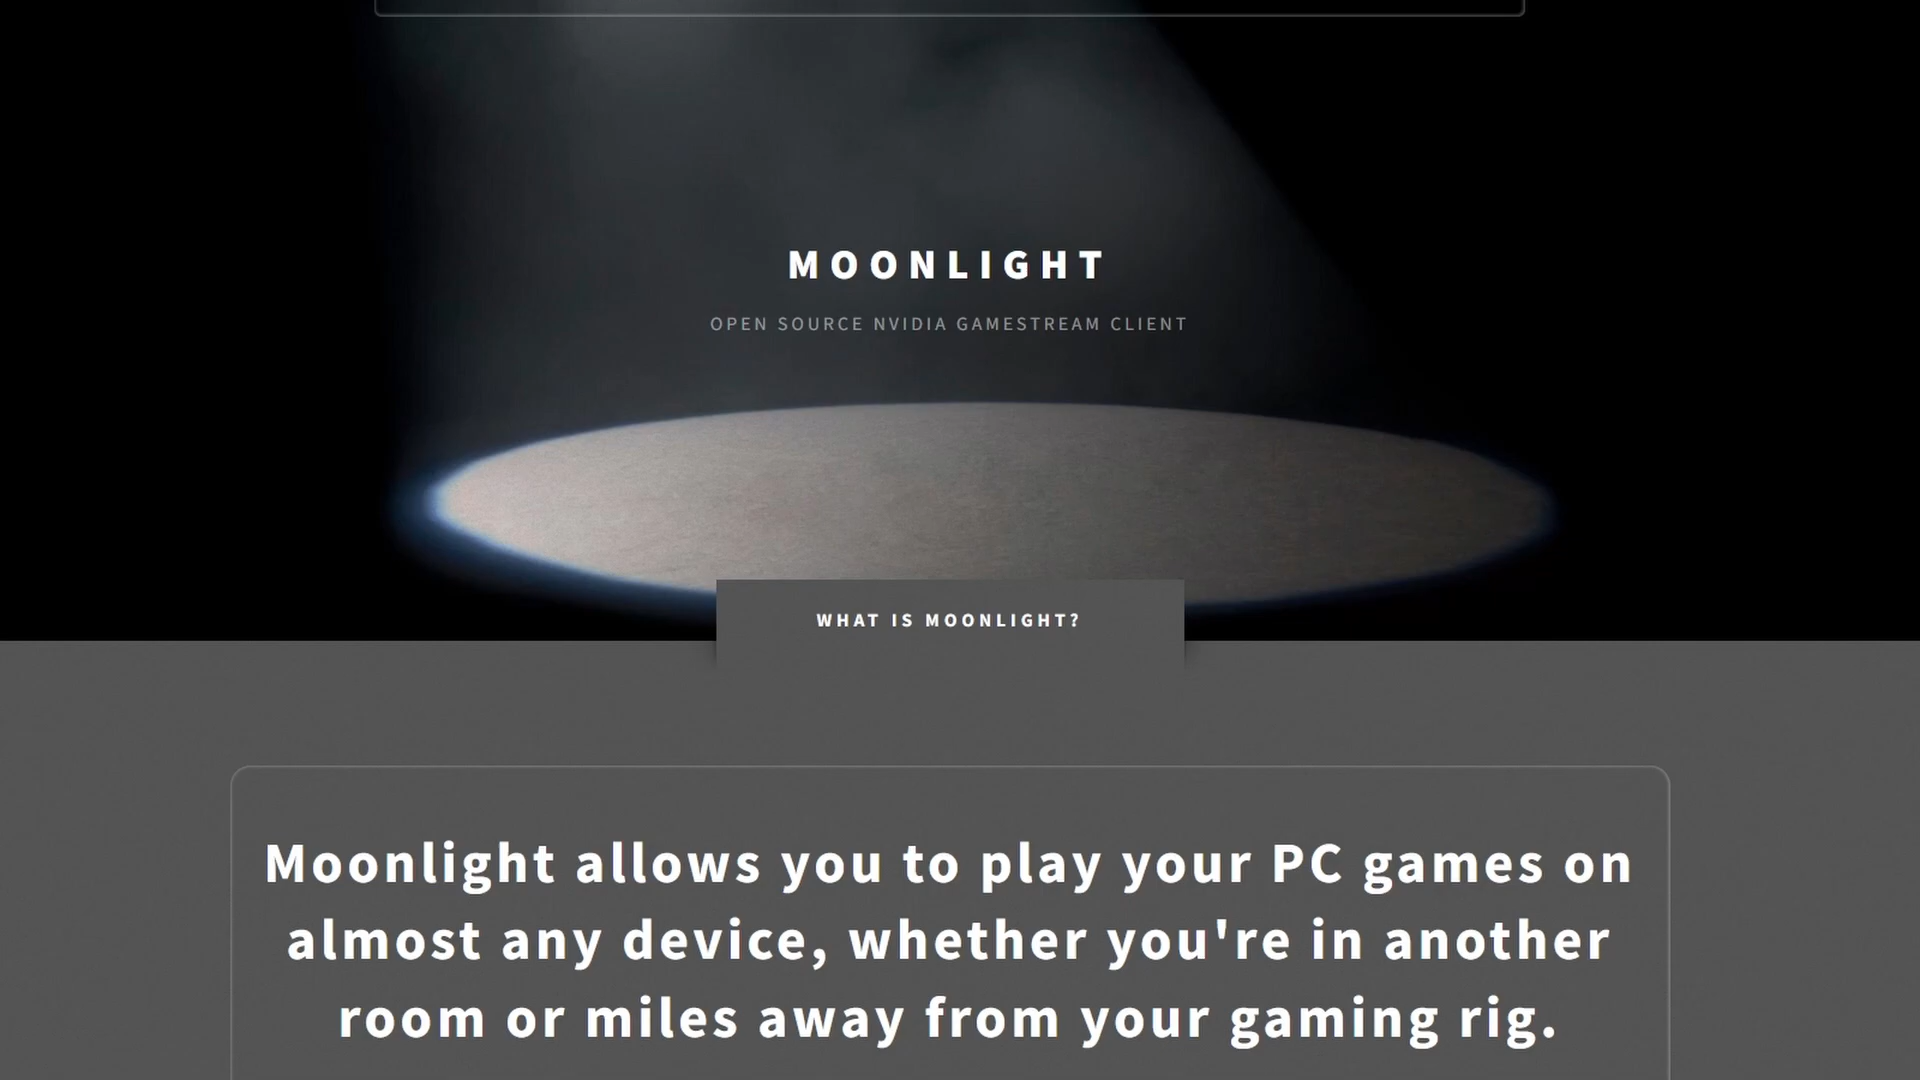 MOONLIGHT
OPEN SOURCE NVIDIA GAMESTREAM CLIENT
WHAT IS MOONLIGHT?
Moonlight allows you to play your PC games on
almost any device, whether you're in another
room or miles away from your gaming rig.